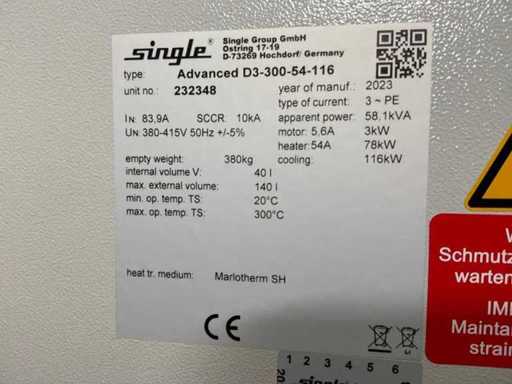 single
Single Group GmbH
Ostring 17-19
D-73269 Hochdorf/ Germany
type: Advanced D3-300-54-116
unit no.: 232348 year of manuf.: 2023
type of current: 3 ~ PE
IN: 83,9A SCCR: 10kA apparent power: 58,1kVA
UN: 380-415V 50Hz +/-5% motor: 5.6A 3kW
heater: 54A 78kW
empty weight: 380kg cooling: 116kW
internal volume V: 40 l
max. external volume: 140 l
min. op. temp. TS: 20°C
max. op. temp. TS: 300°C
heat tr. medium: Marlotherm SH
CE
Li
1 2 3 4 5 6
20
single
W
Schmutz
warten
IM
Maintai
strain